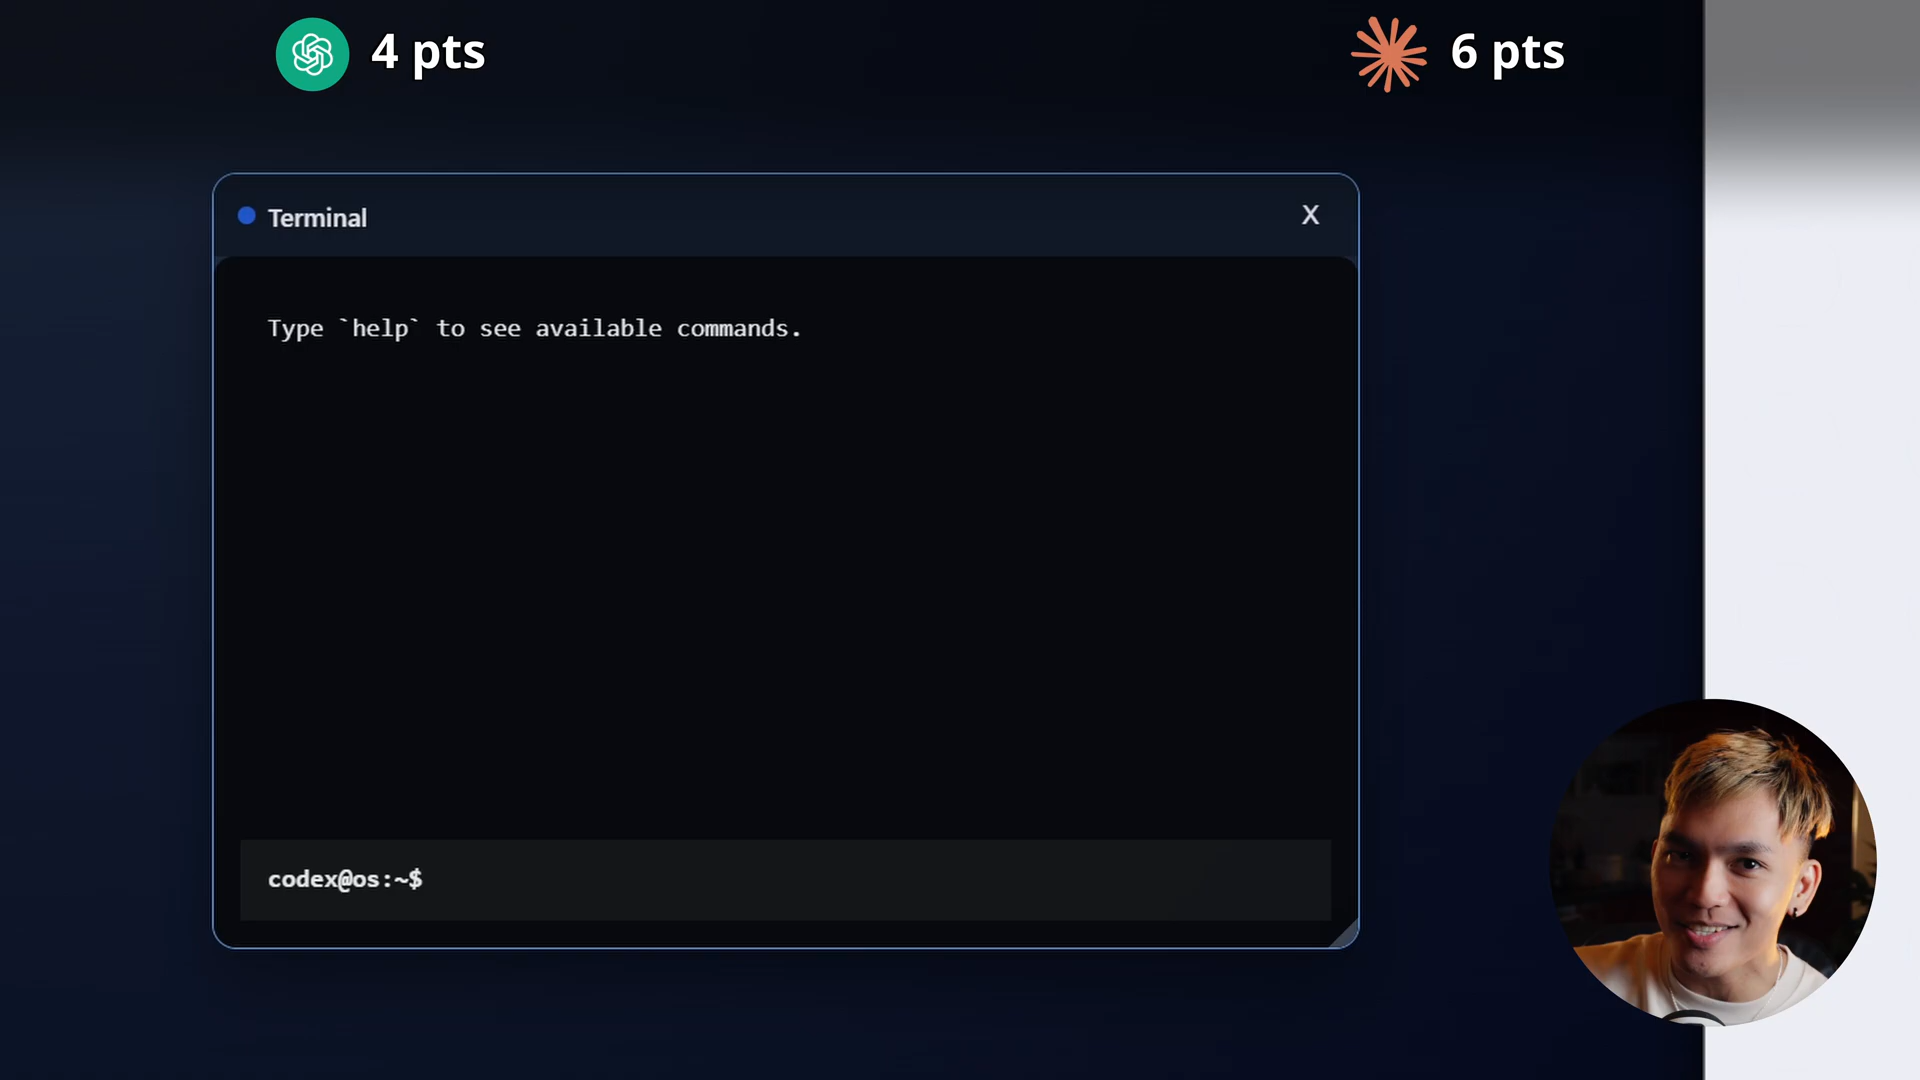 4 pts
6 pts
Terminal
X
Type `help` to see available commands.
codex@os:~$